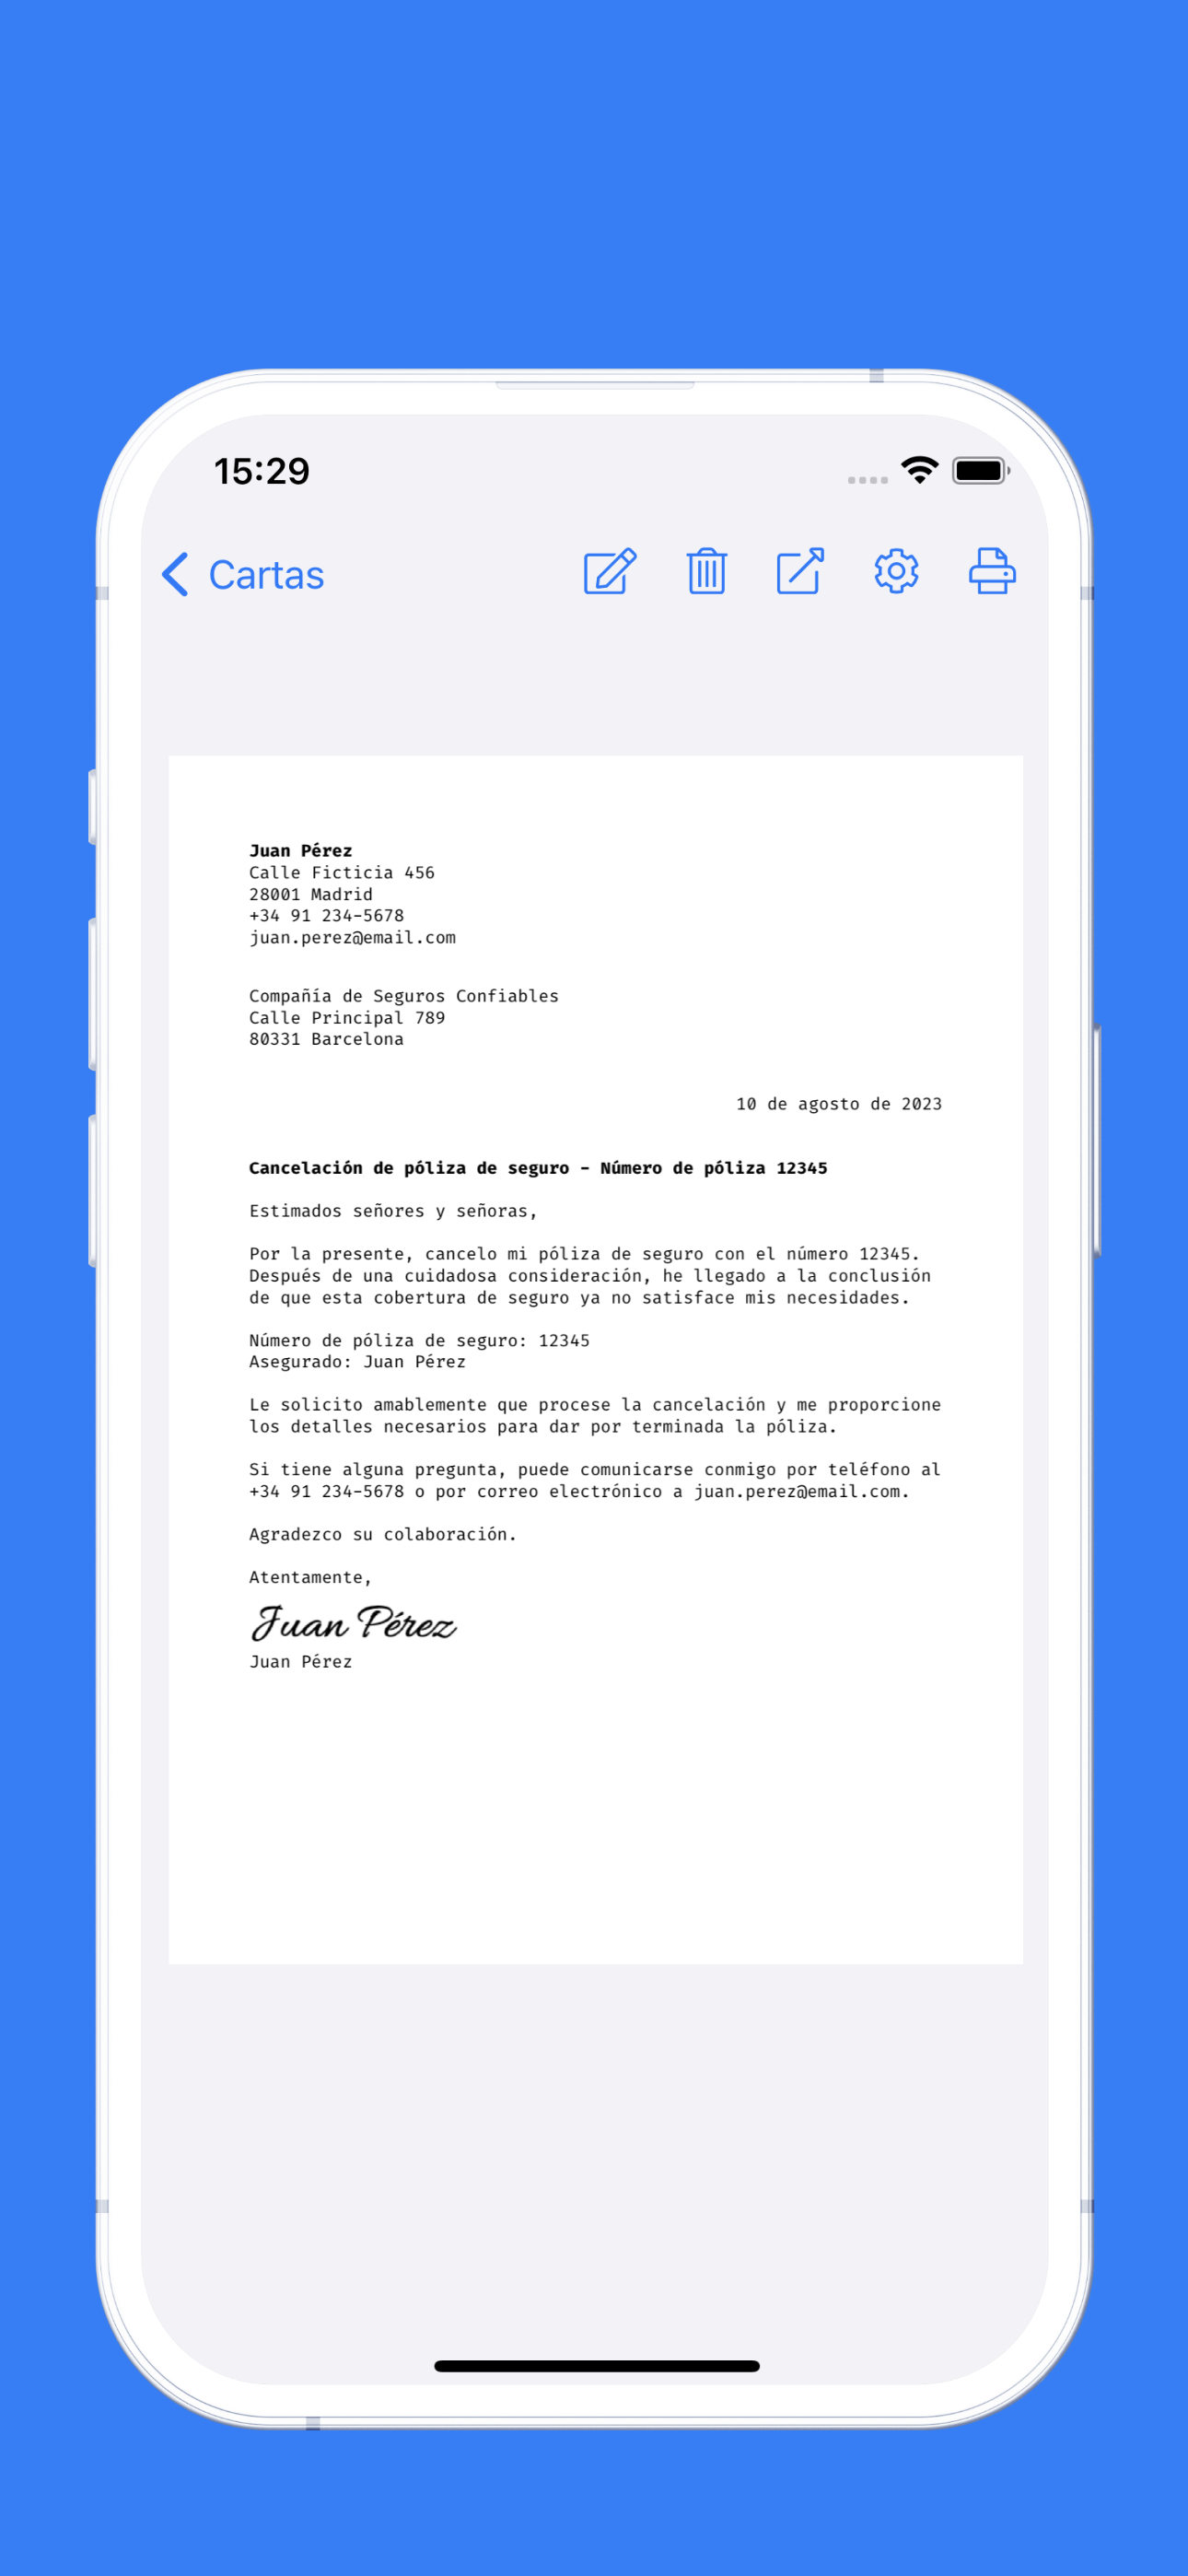 15:29
Cartas
Juan Pérez
Calle Ficticia 456
28001 Madrid
+34 91 234-5678
juan.perez@email.com
Compañía de Seguros Confiables
Calle Principal 789
80331 Barcelona
10 de agosto de 2023
Cancelación de póliza de seguro - Número de póliza 12345
Estimados señores y señoras,
Por la presente, cancelo mi póliza de seguro con el número 12345.
Después de una cuidadosa consideración, he llegado a la conclusión
de que esta cobertura de seguro ya no satisface mis necesidades.
Número de póliza de seguro: 12345
Asegurado: Juan Pérez
Le solicito amablemente que procese la cancelación y me proporcione
los detalles necesarios para dar por terminada la póliza.
Si tiene alguna pregunta, puede comunicarse conmigo por teléfono al
+34 91 234-5678 o por correo electrónico a juan.perez@email.com.
Agradezco su colaboración.
Atentamente,
Juan Pérez
Juan Pérez